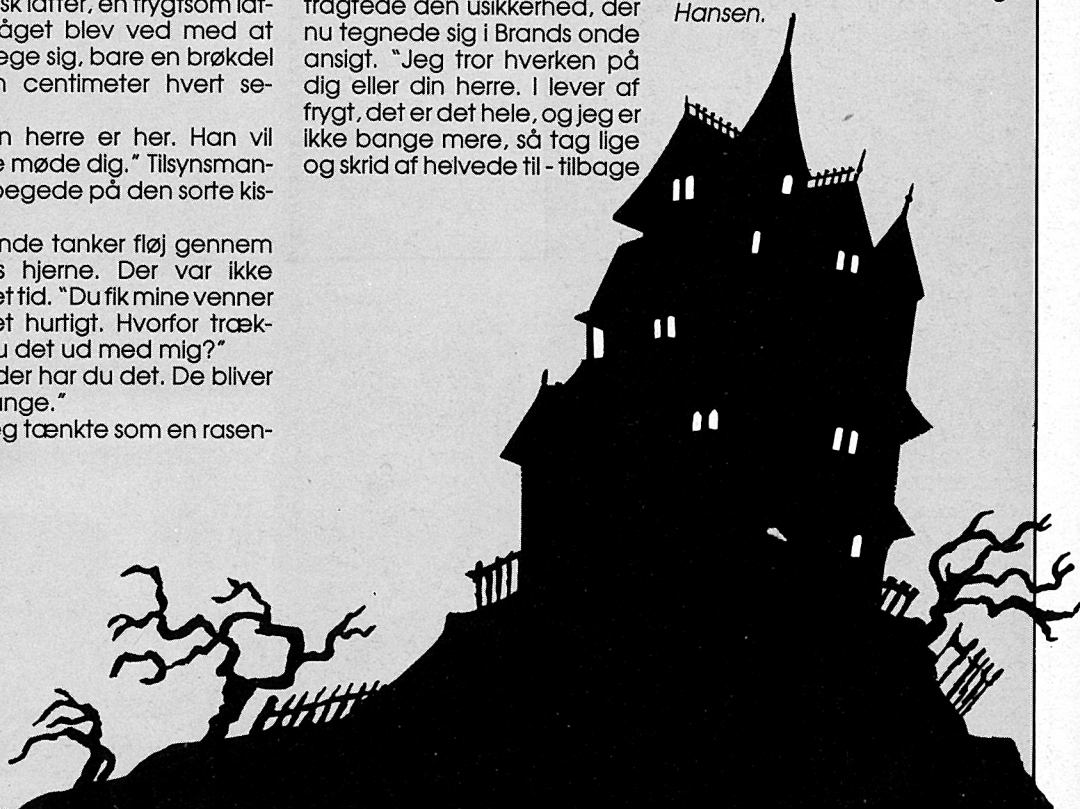 åget blev ved med at
ege sig, bare en brøkdel
centimeter hvert se-
n herre er her. Han vil
e møde dig." Tilsynsman-
pegede på den sorte kis-
nde tanker fløj gennem
s hjerne. Der var ikke
et tid. "Du fik mine venner
et hurtigt. Hvorfor træk-
u det ud med mig?"
der har du det. De bliver
ange."
eg tænkte som en rasen-
fragtede den usikkerhed, der
nu tegnede sig i Brands onde
ansigt. "Jeg tror hverken på
dig eller din herre. I lever af
frygt, det er det hele, og jeg er
ikke bange mere, så tag lige
og skrid af helvede til - tilbage
Hansen.